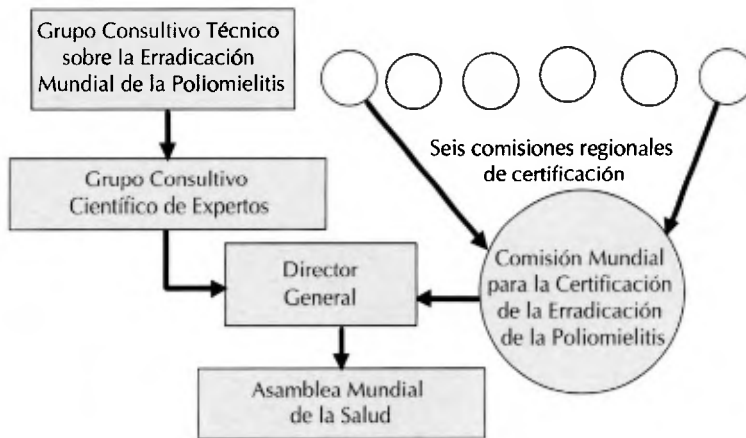 Grupo Consultivo Técnico
sobre la Erradicación
Mundial de la Poliomielitis
Seis comisiones regionales
de certificación
Grupo Consultivo
Científico de Expertos
Director
General
Comisión Mundial
para la Certificación
de la Erradicación
de la Poliomielitis
Asamblea Mundial
de la Salud